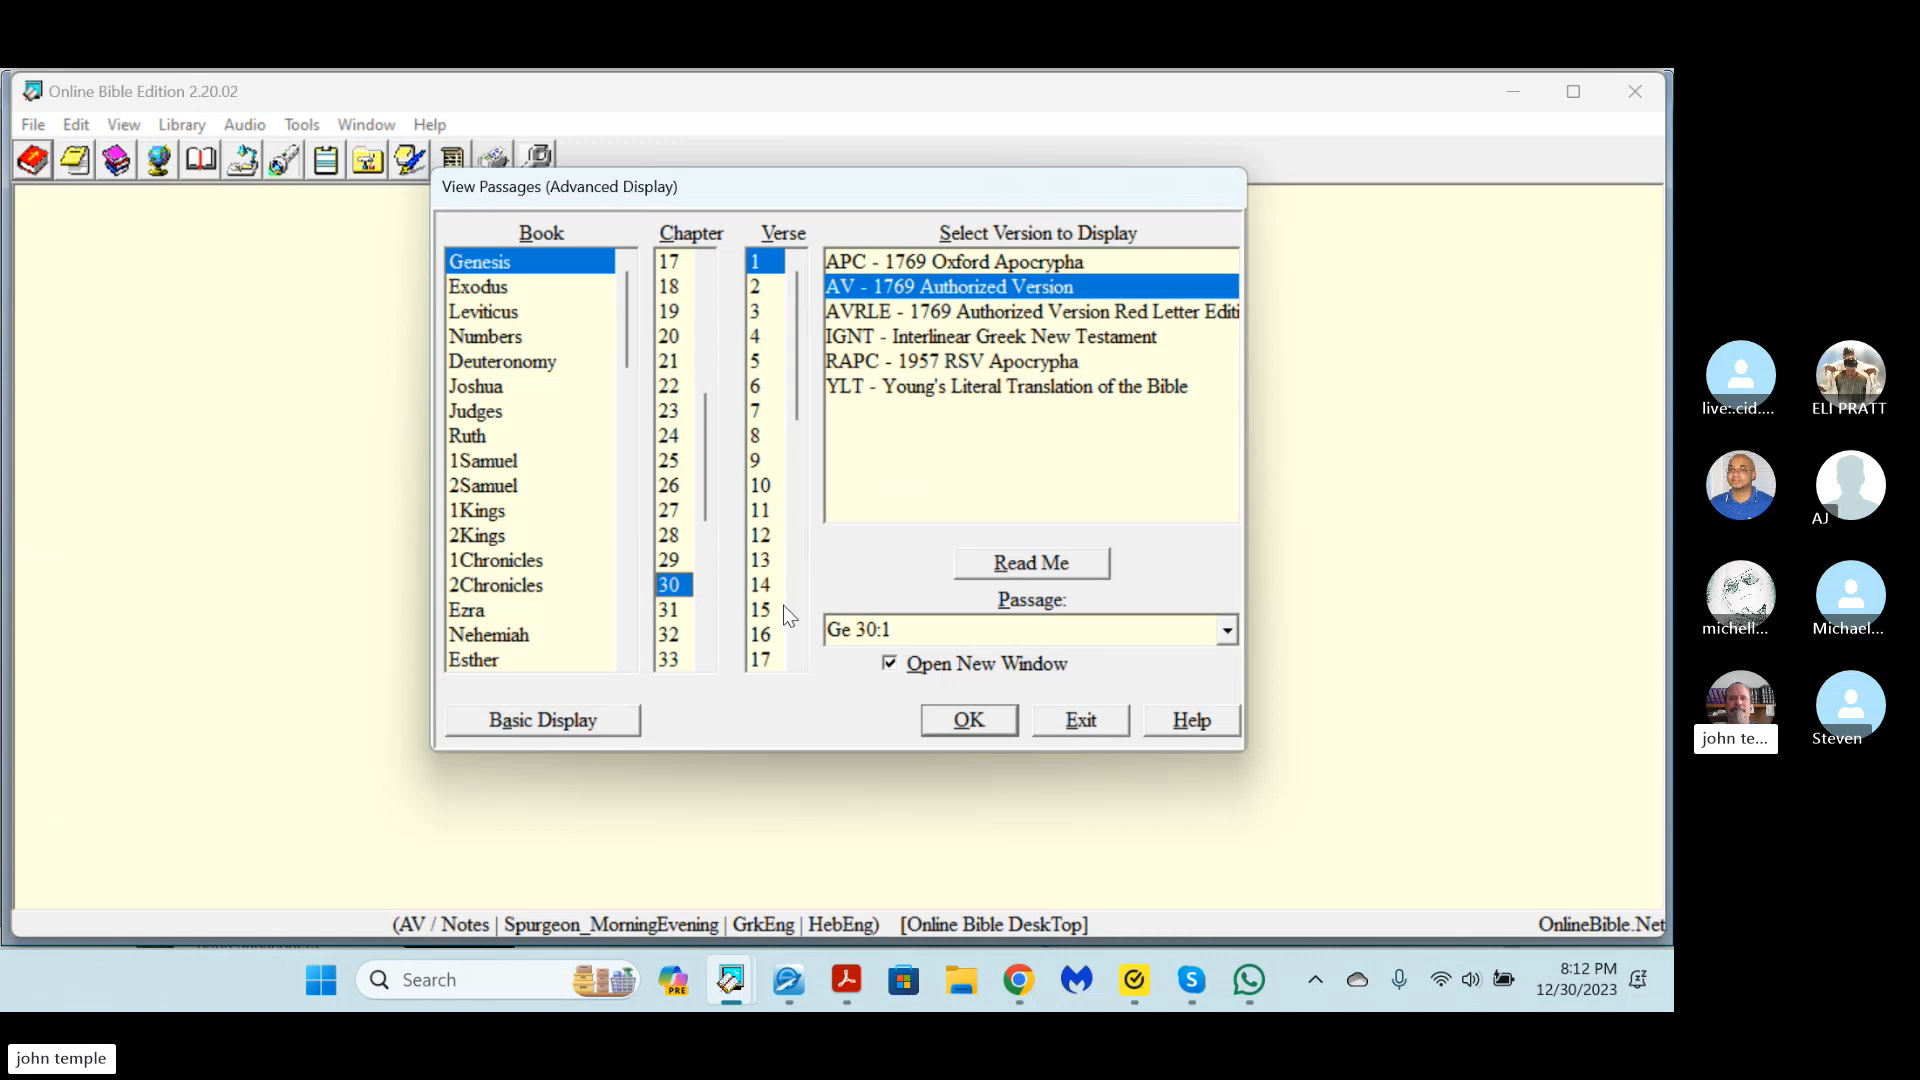 Online Bible Edition 2.20.02
File Edit View Library Audio Tools Window Help
View Passages (Advanced Display)
Book Chapter Verse Select Version to Display
Genesis 17 1 APC - 1769 Oxford Apocrypha
Exodus 18 2 AV - 1769 Authorized Version
Leviticus 19 3 AVRLE - 1769 Authorized Version Red Letter Editi
Numbers 20 4 IGNT - Interlinear Greek New Testament
Deuteronomy 21 5 RAPC - 1957 RSV Apocrypha
Joshua 22 6 YLT - Young's Literal Translation of the Bible
Judges 23 7
Ruth 24 8
1Samuel 25 9
2Samuel 26 10
1Kings 27 11
2Kings 28 12
1Chronicles 29 13
2Chronicles 30 14
Ezra 31 15
Nehemiah 32 16
Esther 33 17
Read Me
Passage:
Ge 30:1
Open New Window
Basic Display OK Exit Help
(AV / Notes | Spurgeon_MorningEvening | GrkEng | HebEng) [Online Bible DeskTop] OnlineBible.Net
Search PRE 8:12 PM
12/30/2023
live:.cid.... ELI PRATT
AJ
michell... Michael...
john te... Steven
john temple